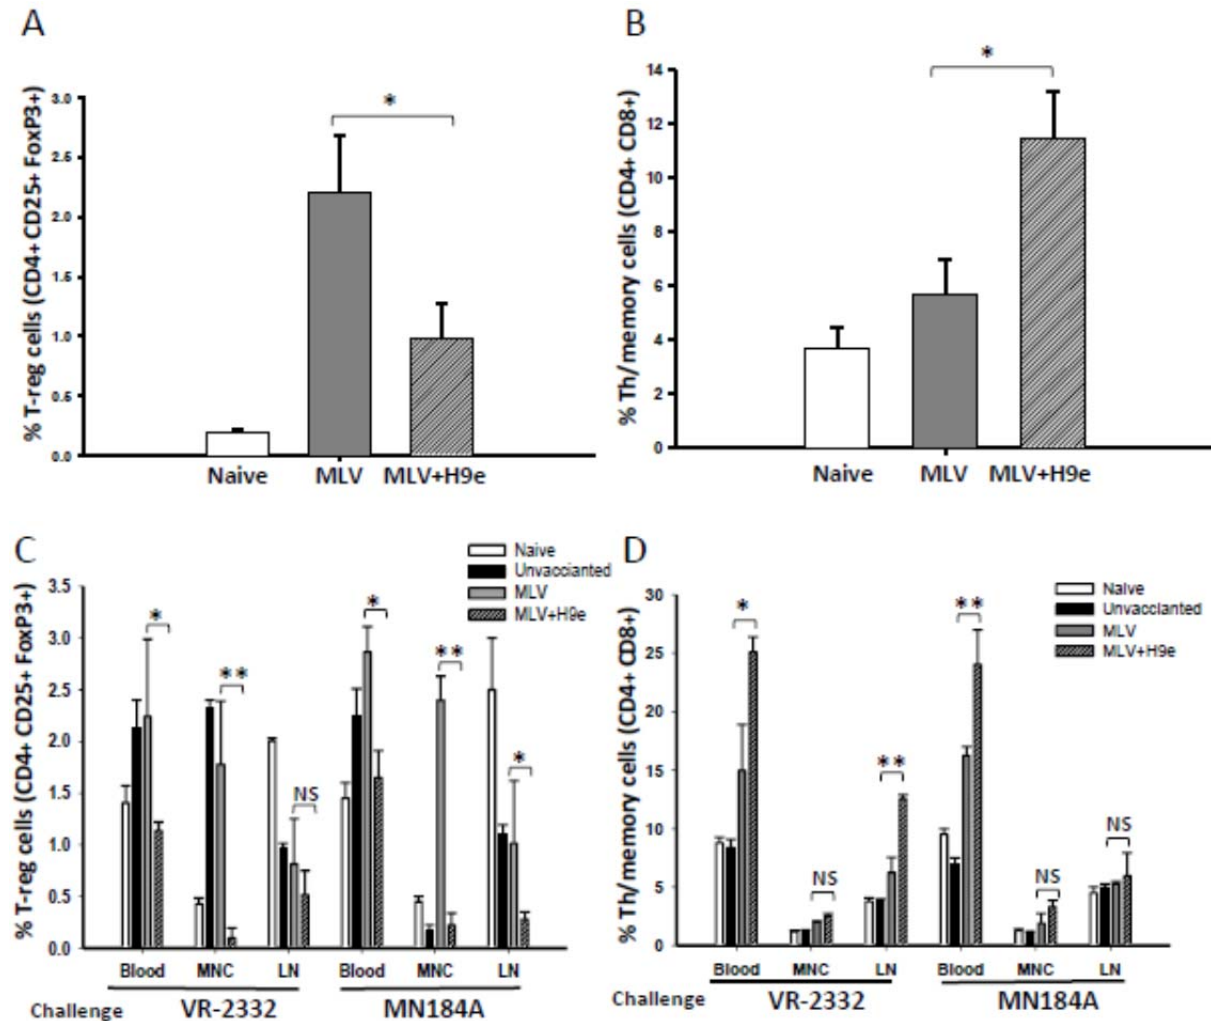 A
% T-reg cells (CD4+ CD25+ FoxP3+)
3.0
2.5
2.0
1.5
1.0
0.5
0.0
*
Naive MLV MLV+H9e
B
% Th/memory cells (CD4+ CD8+)
14
12
10
8
6
4
2
0
*
Naive MLV MLV+H9e
C
Naive
Unvaccianted
MLV
MLV+H9e
% T-reg cells (CD4+ CD25+ FoxP3+)
3.5
3.0
2.5
2.0
1.5
1.0
0.5
0.0
* ** NS * ** *
Blood MNC LN Blood MNC LN
Challenge VR-2332 MN184A
D
Naive
Unvaccianted
MLV
MLV+H9e
% Th/memory cells (CD4+ CD8+)
30
25
20
15
10
5
0
* NS ** ** NS NS
Blood MNC LN Blood MNC LN
Challenge VR-2332 MN184A